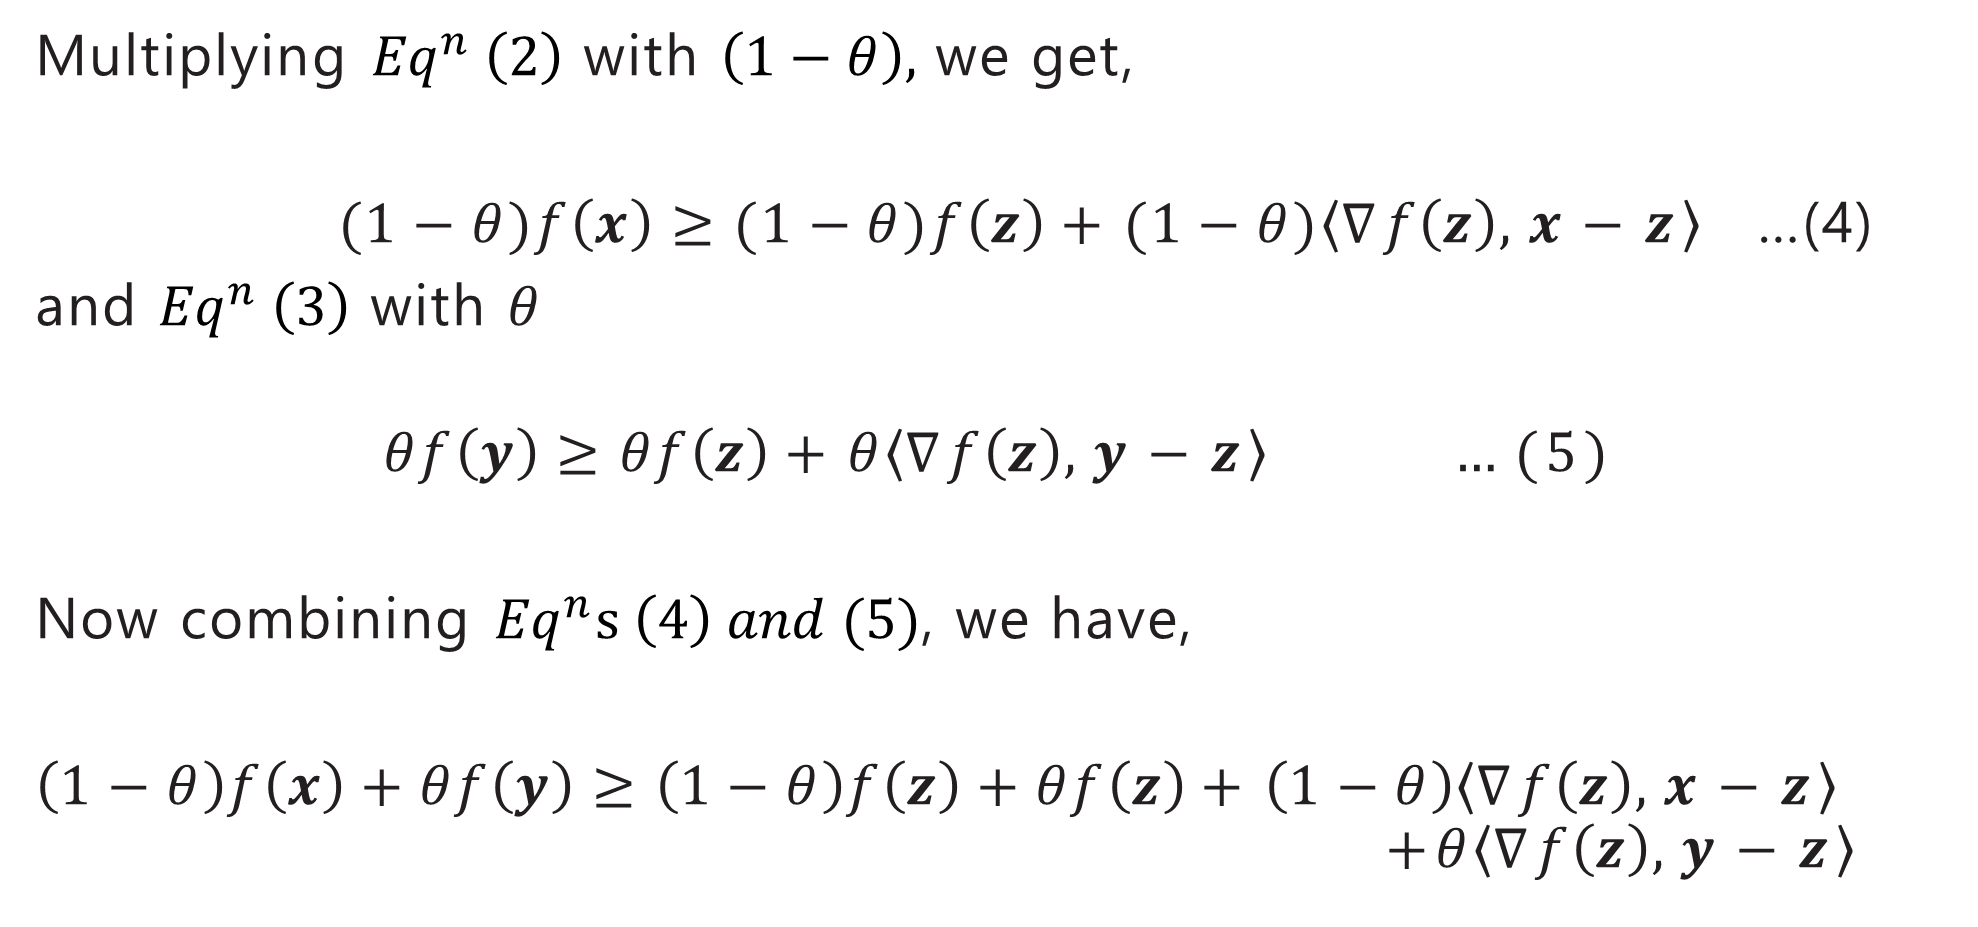 Multiplying Eqⁿ (2) with (1 − θ), we get,
(1 − θ)f(x) ≥ (1 − θ)f(z) + (1 − θ)⟨∇f(z), x − z⟩ ...(4)
and Eqⁿ (3) with θ
θf(y) ≥ θf(z) + θ⟨∇f(z), y − z⟩ ... (5)
Now combining Eqⁿs (4) and (5), we have,
(1 − θ)f(x) + θf(y) ≥ (1 − θ)f(z) + θf(z) + (1 − θ)⟨∇f(z), x − z⟩
+θ⟨∇f(z), y − z⟩